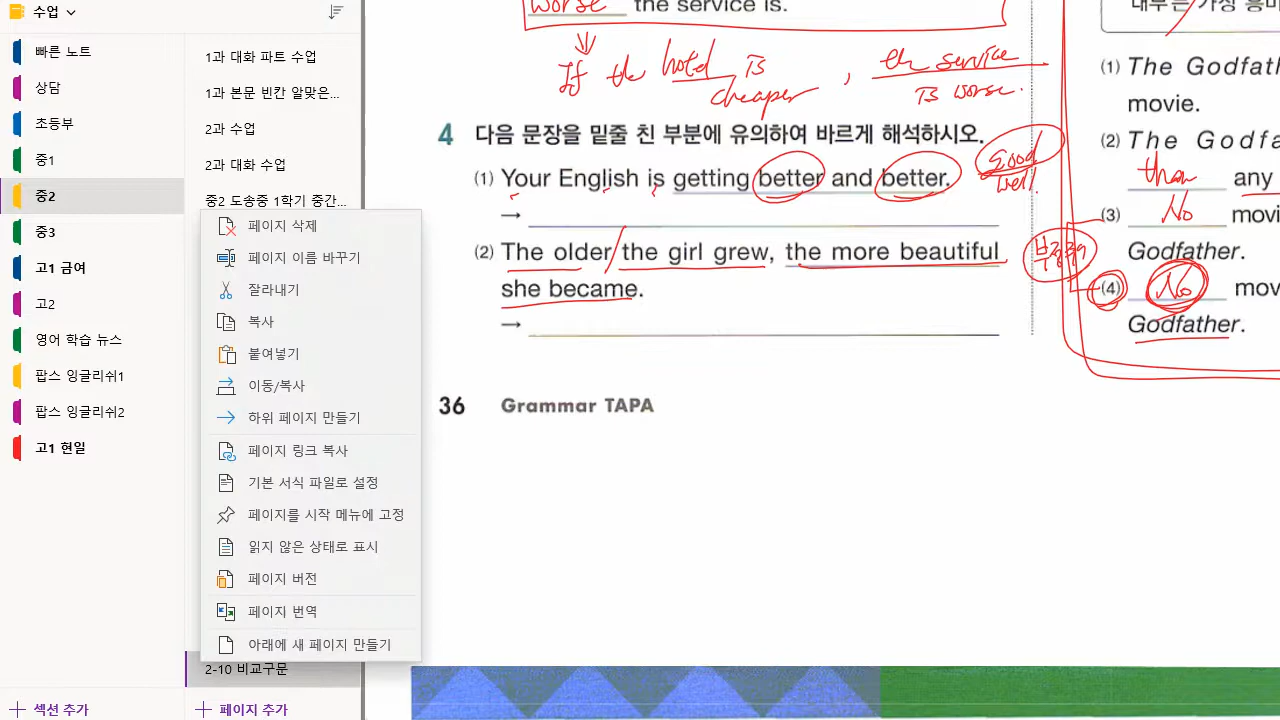 수업
빠른 노트
상담
초등부
중1
중2
중3
고1 금여
고2
영어 학습 뉴스
팝스 잉글리쉬1
팝스 잉글리쉬2
고1 현일
섹션 추가
1과 대화 파트 수업
1과 본문 빈칸 알맞은...
2과 수업
2과 대화 수업
중2 도송중 1학기 중간...
페이지 삭제
페이지 이름 바꾸기
잘라내기
복사
붙여넣기
이동/복사
하위 페이지 만들기
페이지 링크 복사
기본 서식 파일로 설정
페이지를 시작 메뉴에 고정
읽지 않은 상태로 표시
페이지 버전
페이지 번역
아래에 새 페이지 만들기
2-10 비교구문
페이지 추가
worse the service is.
If the hotel is cheaper, the service is worse.
4 다음 문장을 밑줄 친 부분에 유의하여 바르게 해석하시오.
(1) Your English is getting better and better.
good
well.
→
(2) The older/the girl grew, the more beautiful
she became.
→
36 Grammar TAPA
(1) The Godfath
movie.
(2) The Godfa
than any
(3) No movi
Godfather.
부정주어
(4) No mov
Godfather.